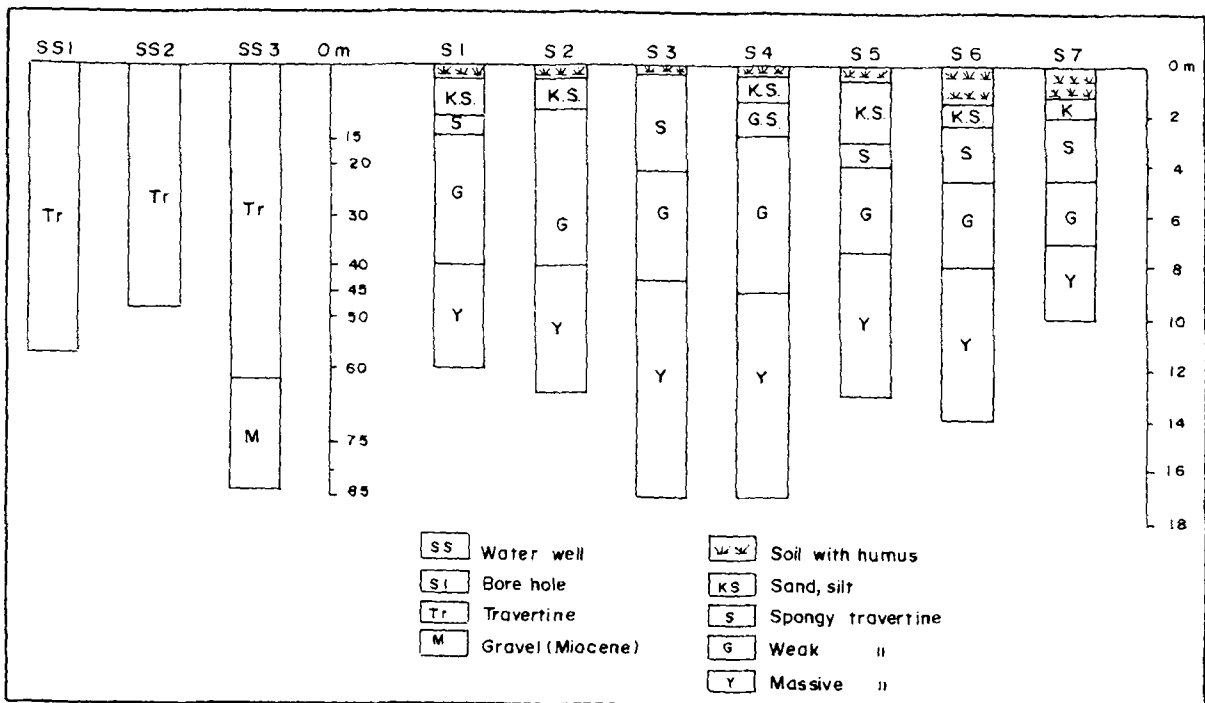 SS1 SS2 SS3 0m S1 S2 S3 S4 S5 S6 S7 0m
K.S. K.S. K.S. K.S. K.S. K
S S G.S. S S S
15 2
20 4
Tr Tr Tr G G G G G G G
30 6
40 8
45
50 10
Y Y Y Y Y Y Y
60 12
M
75 14
16
85
18
SS Water well
S1 Bore hole
Tr Travertine
M Gravel (Miocene)
Soil with humus
KS Sand, silt
S Spongy travertine
G Weak "
Y Massive "